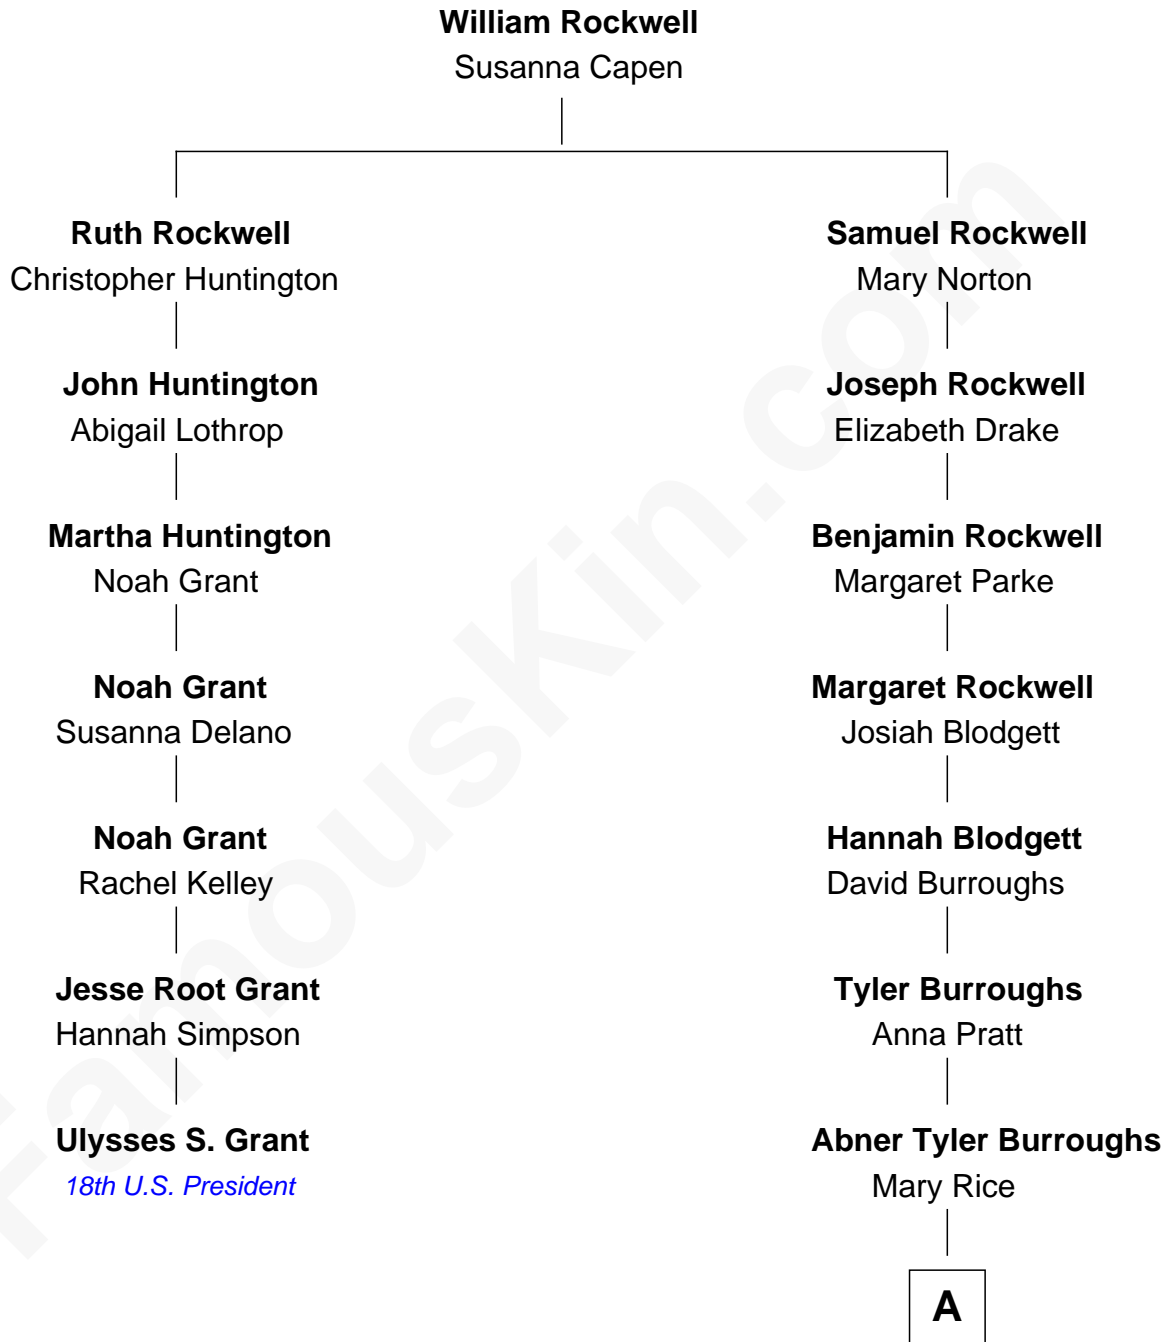 William Rockwell
Susanna Capen
Ruth Rockwell
Christopher Huntington
John Huntington
Abigail Lothrop
Martha Huntington
Noah Grant
Noah Grant
Susanna Delano
Noah Grant
Rachel Kelley
Jesse Root Grant
Hannah Simpson
Ulysses S. Grant
18th U.S. President
Samuel Rockwell
Mary Norton
Joseph Rockwell
Elizabeth Drake
Benjamin Rockwell
Margaret Parke
Margaret Rockwell
Josiah Blodgett
Hannah Blodgett
David Burroughs
Tyler Burroughs
Anna Pratt
Abner Tyler Burroughs
Mary Rice
A
FamousKin.com